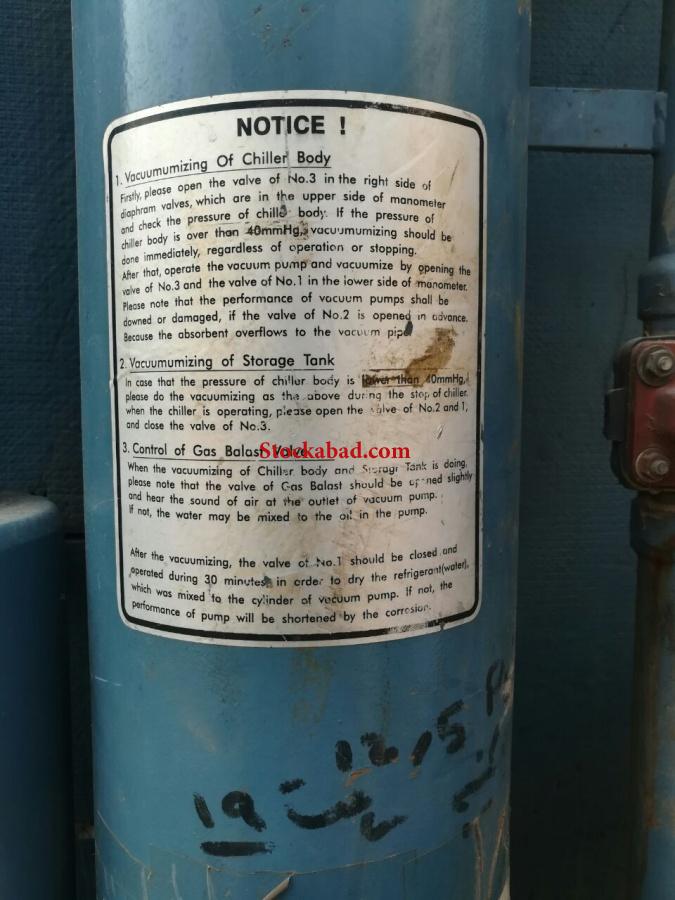 NOTICE !
1. Vacuumumizing Of Chiller Body
Firstly, please open the valve of No.3 in the right side of
diaphram valves, which are in the upper side of manometer
and check the pressure of chille body. If the pressure of
chiller body is over than 40mmHg, vacuumumizing should be
done immediately, regardless of operation or stopping.
After that, operate the vacuum pump and vacuumize by opening the
valve of No.3 and the valve of No.1 in the lower side of manometer.
Please note that the performance of vacuum pumps shall be
downed or damaged, if the valve of No.2 is opened in advance.
Because the absorbent overflows to the vacuum pipe
2. Vacuumumizing of Storage Tank
In case that the pressure of chiller body is lower than 40mmHg,
please do the vacuumizing as the above during the stop of chiller.
when the chiller is operating, please open the valve of No.2 and 1,
and close the valve of No.3.
3. Control of Gas Balast Valve
Stockabad.com
When the vacuumizing of Chiller body and Storage Tank is doing,
please note that the valve of Gas Balast should be opened slightly
and hear the sound of air at the outlet of vacuum pump.
If not, the water may be mixed to the oil in the pump.
After the vacuumizing, the valve of No.1 should be closed and
operated during 30 minutes in order to dry the refrigerant(water),
which was mixed to the cylinder of vacuum pump. If not, the
performance of pump will be shortened by the corrosion.